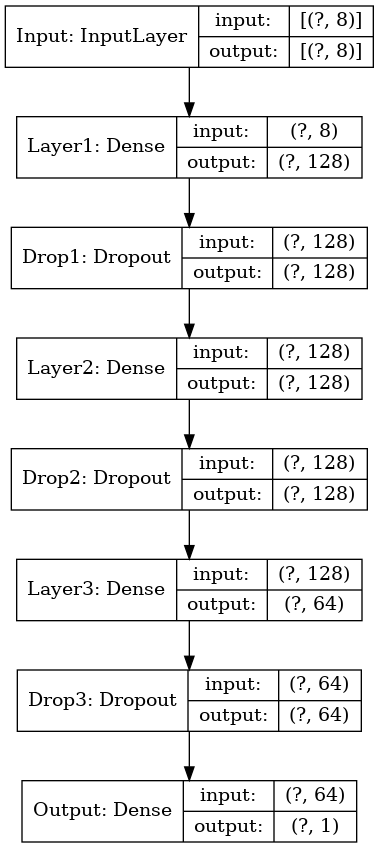 Input: InputLayer
input: [(?, 8)]
output: [(?, 8)]
Layer1: Dense
input: (?, 8)
output: (?, 128)
Drop1: Dropout
input: (?, 128)
output: (?, 128)
Layer2: Dense
input: (?, 128)
output: (?, 128)
Drop2: Dropout
input: (?, 128)
output: (?, 128)
Layer3: Dense
input: (?, 128)
output: (?, 64)
Drop3: Dropout
input: (?, 64)
output: (?, 64)
Output: Dense
input: (?, 64)
output: (?, 1)